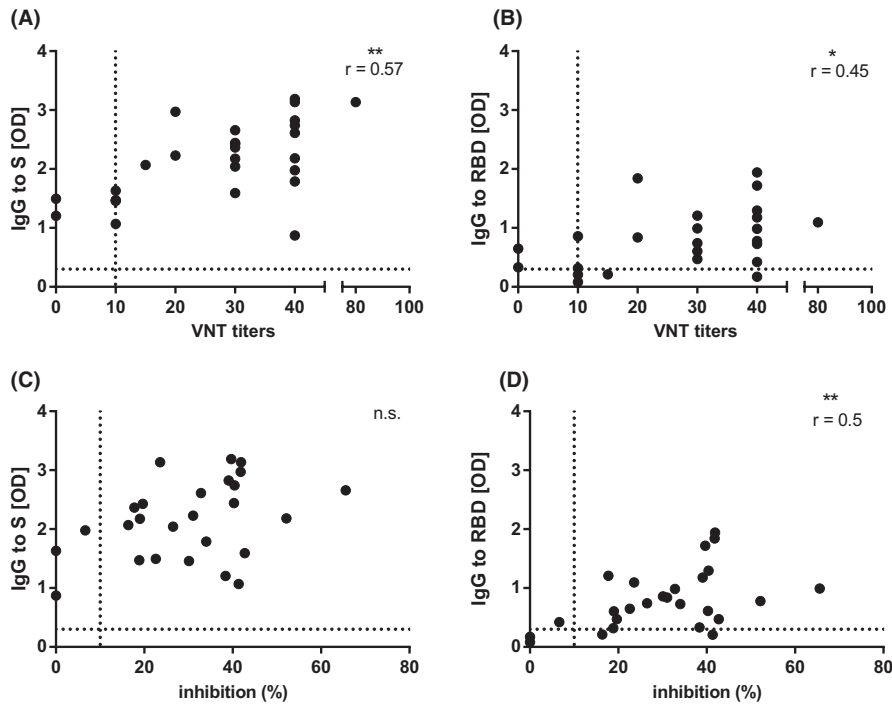 (A)
IgG to S [OD]
4
3
2
1
0
**
r = 0.57
0 10 20 30 40 80 100
VNT titers
(B)
IgG to RBD [OD]
4
3
2
1
0
*
r = 0.45
0 10 20 30 40 80 100
VNT titers
(C)
IgG to S [OD]
4
3
2
1
0
n.s.
0 20 40 60 80
inhibition (%)
(D)
IgG to RBD [OD]
4
3
2
1
0
**
r = 0.5
0 20 40 60 80
inhibition (%)